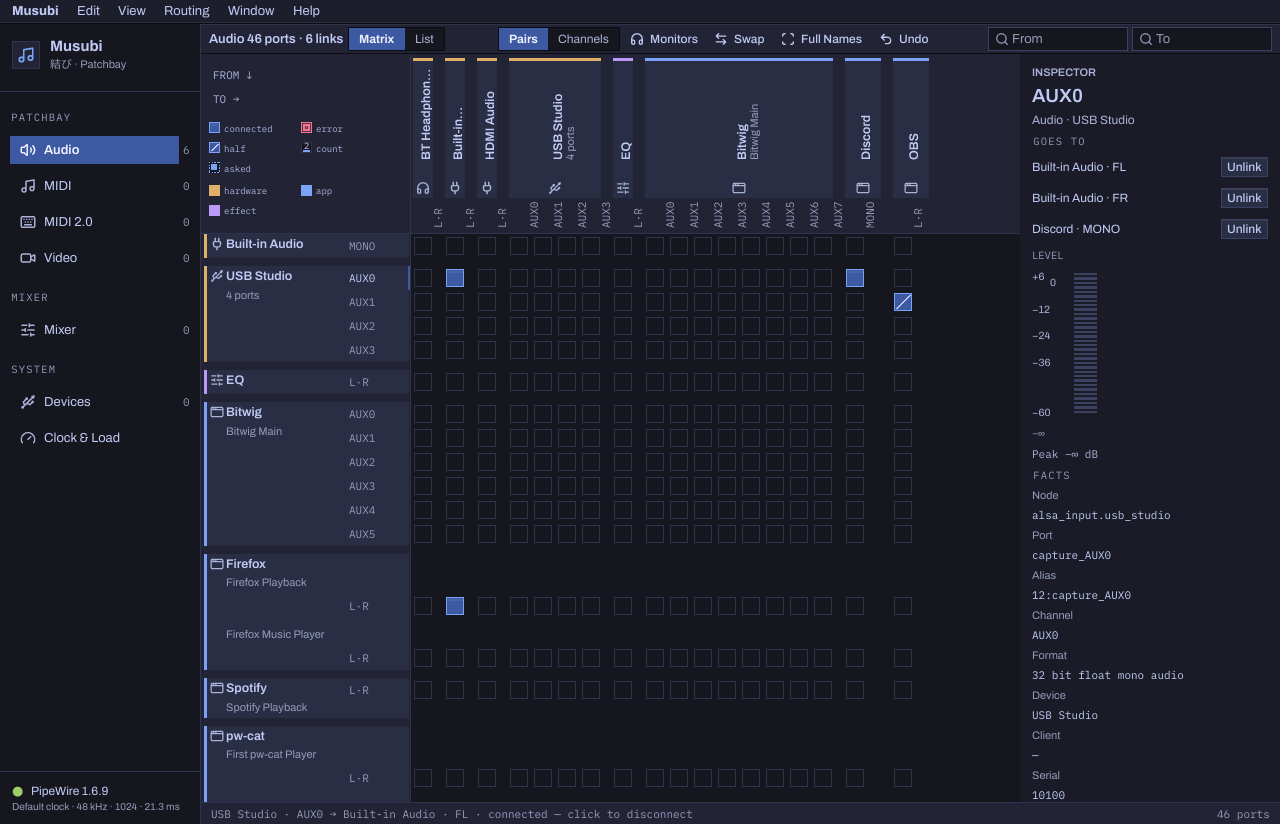 Musubi Edit View Routing Window Help
Musubi
結び · Patchbay
PATCHBAY
Audio 6
MIDI 0
MIDI 2.0 0
Video 0
MIXER
Mixer 0
SYSTEM
Devices 0
Clock & Load
PipeWire 1.6.9
Default clock · 48 kHz · 1024 · 21.3 ms
Audio 46 ports · 6 links Matrix List Pairs Channels Monitors Swap Full Names Undo From To
FROM ↓
TO →
connected error
half 2 count
asked
hardware app
effect
BT Headphon…
Built-in…
HDMI Audio
USB Studio
4 ports
EQ
Bitwig
Bitwig Main
Discord
OBS
L·R L·R L·R AUX0 AUX1 AUX2 AUX3 L·R AUX0 AUX1 AUX2 AUX3 AUX4 AUX5 AUX6 AUX7 MONO L·R
Built-in Audio MONO
USB Studio AUX0
4 ports
AUX1
AUX2
AUX3
EQ L·R
Bitwig AUX0
Bitwig Main
AUX1
AUX2
AUX3
AUX4
AUX5
Firefox
Firefox Playback
L·R
Firefox Music Player
L·R
Spotify L·R
Spotify Playback
pw-cat
First pw-cat Player
L·R
INSPECTOR
AUX0
Audio · USB Studio
GOES TO
Built-in Audio · FL Unlink
Built-in Audio · FR Unlink
Discord · MONO Unlink
LEVEL
+6
0
−12
−24
−36
−60
−∞
Peak −∞ dB
FACTS
Node
alsa_input.usb_studio
Port
capture_AUX0
Alias
12:capture_AUX0
Channel
AUX0
Format
32 bit float mono audio
Device
USB Studio
Client
—
Serial
10100
USB Studio · AUX0 → Built-in Audio · FL · connected — click to disconnect 46 ports